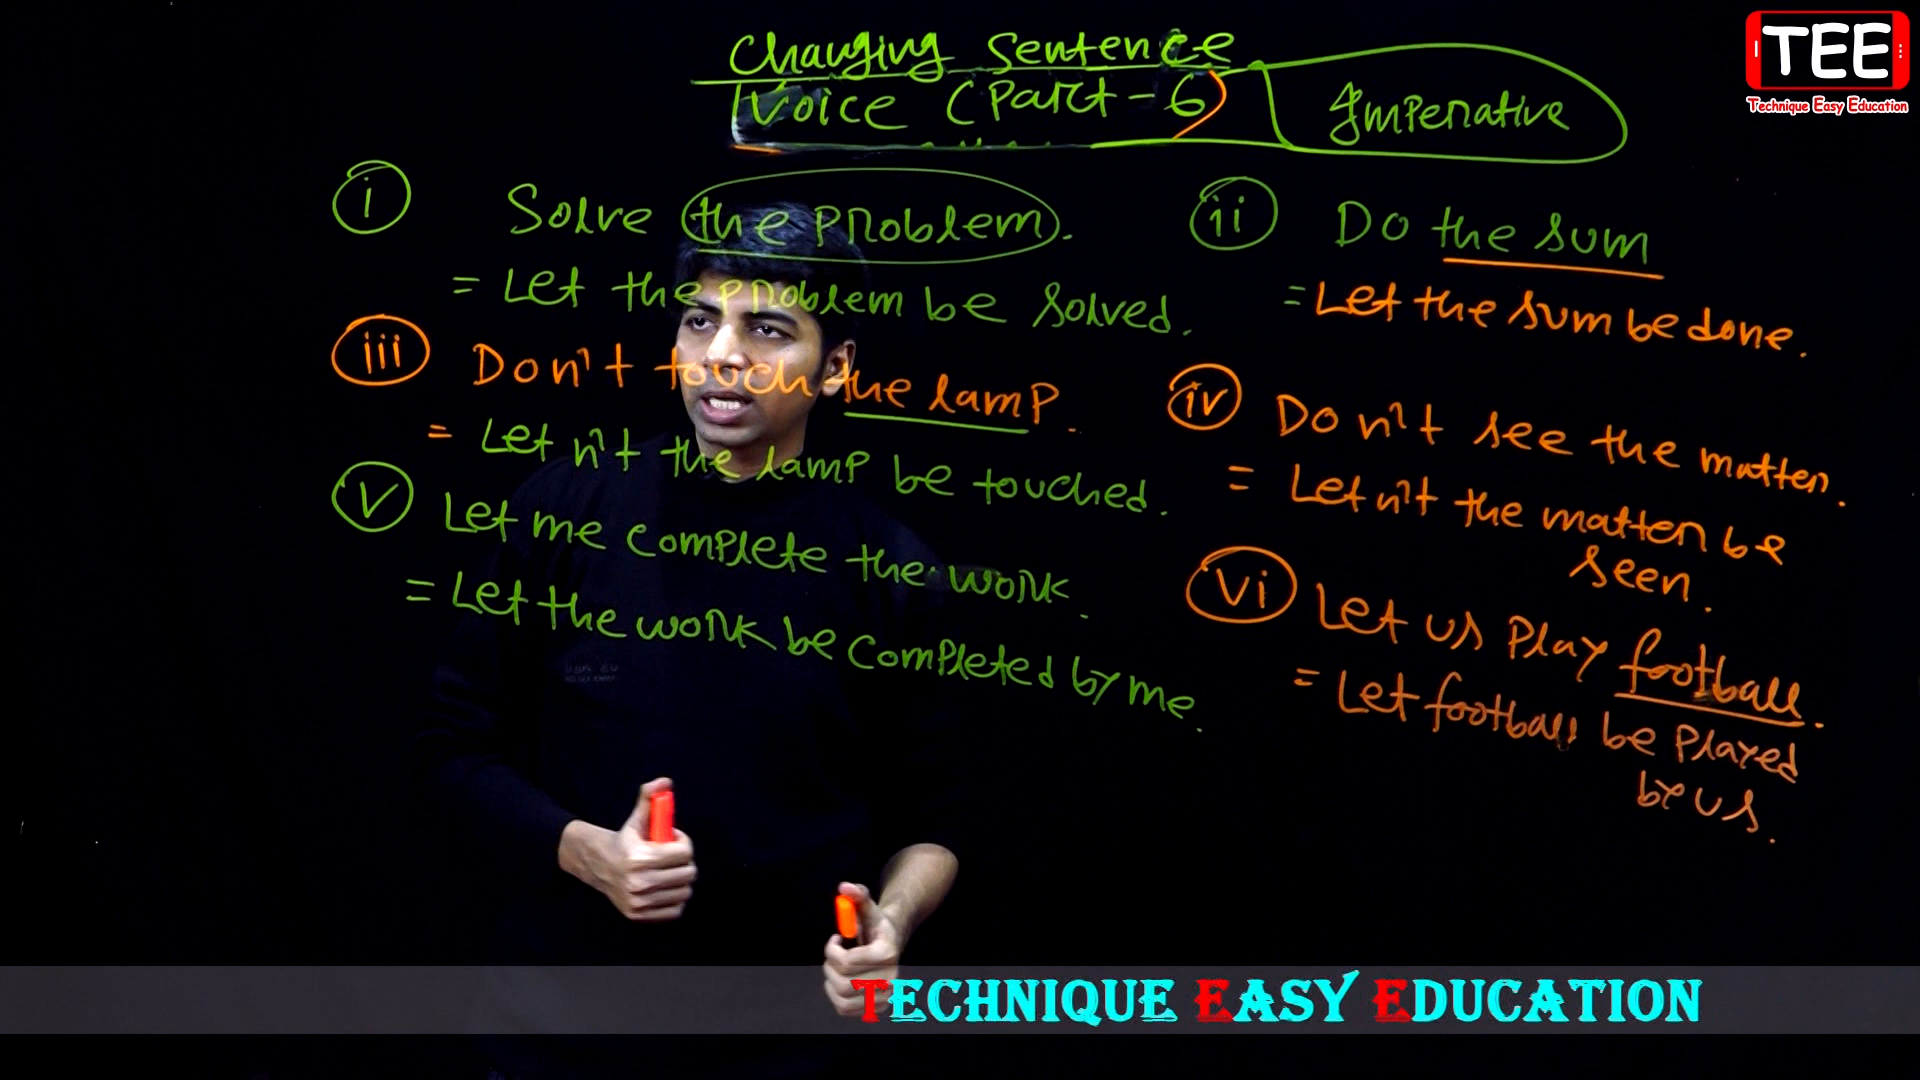 Changing Sentence
Voice (Part-6)
Imperative
TEE
Technique Easy Education
i Solve the problem.
= Let the problem be solved.
ii Do the sum
= Let the sum be done.
iii Don't touch the lamp.
= Let n't the lamp be touched.
iv Don't see the matter.
= Let n't the matter be
seen.
v Let me complete the work.
= Let the work be completed by me.
vi Let us play football.
= Let football be played
by us.
TECHNIQUE EASY EDUCATION